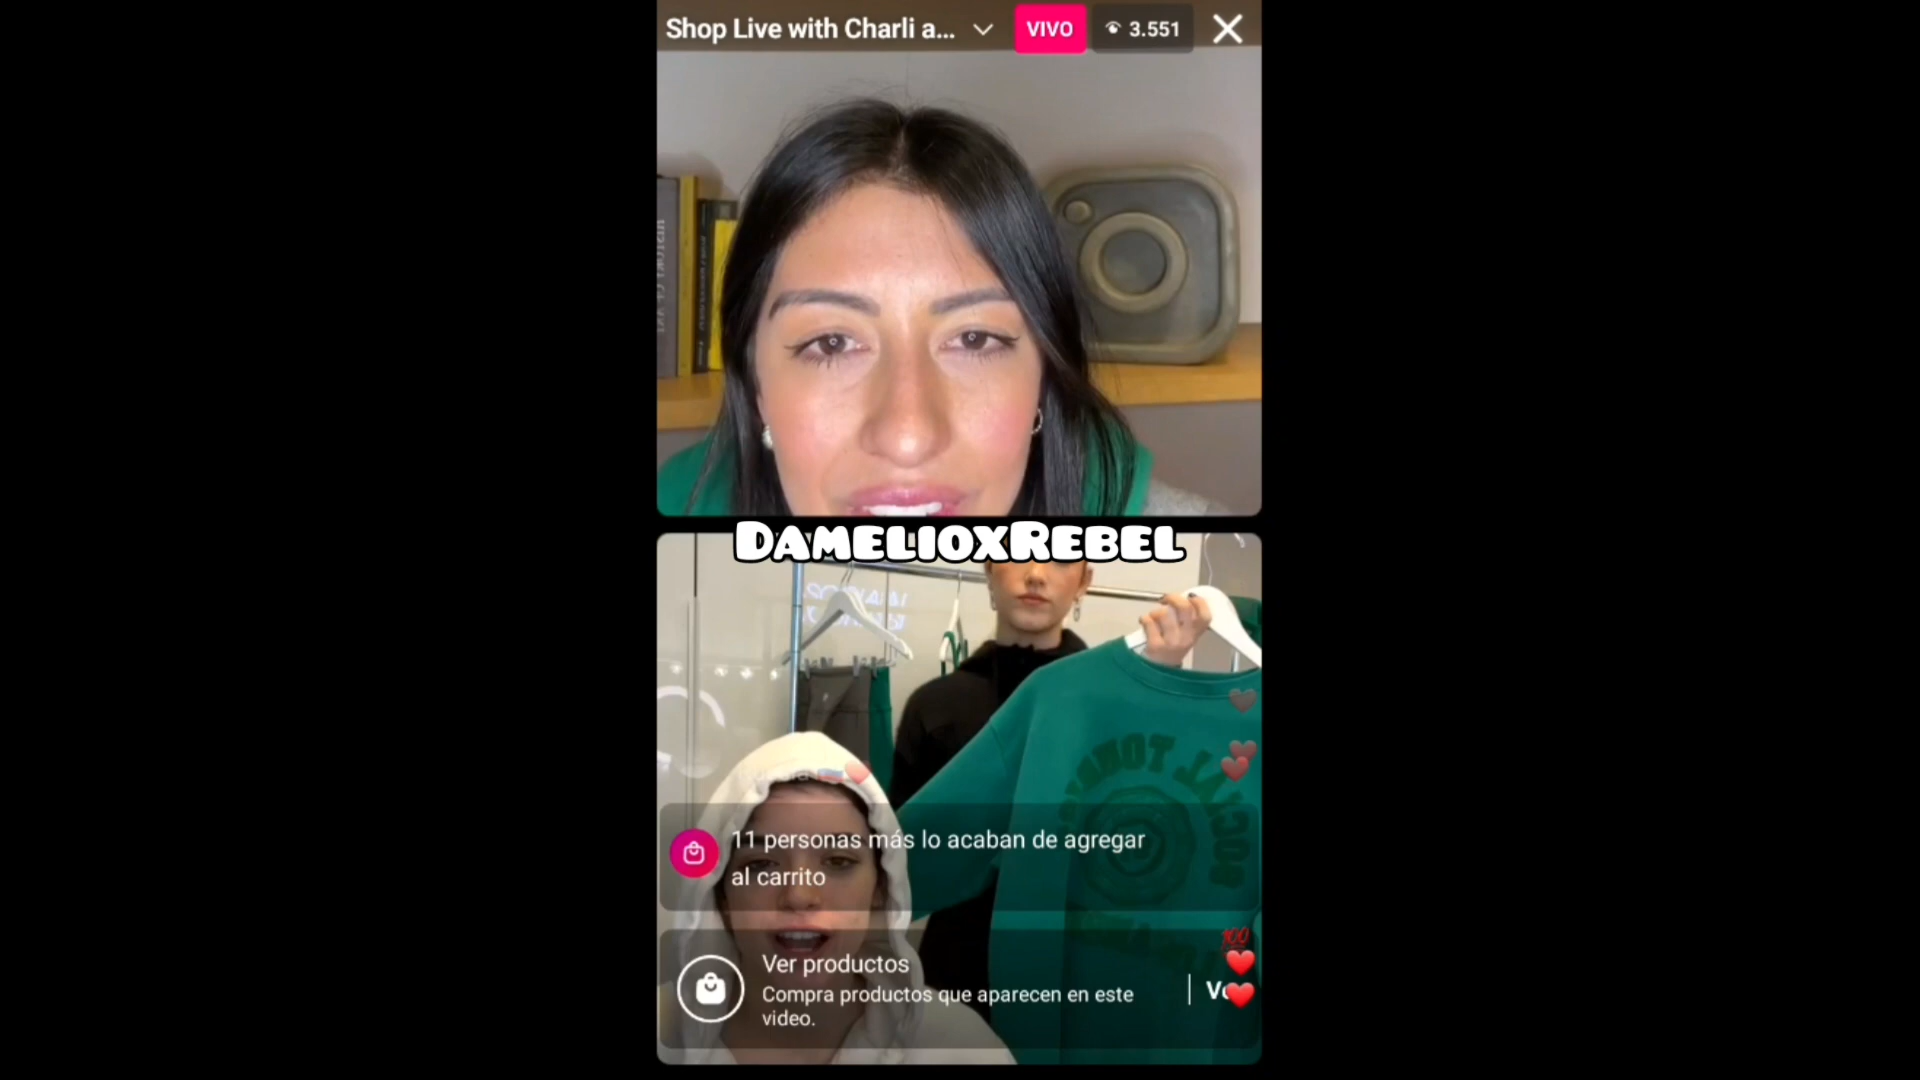 Shop Live with Charli a...
VIVO
3.551
DAMELIOXREBEL
11 personas más lo acaban de agregar
al carrito
Ver productos
Compra productos que aparecen en este
video.
100